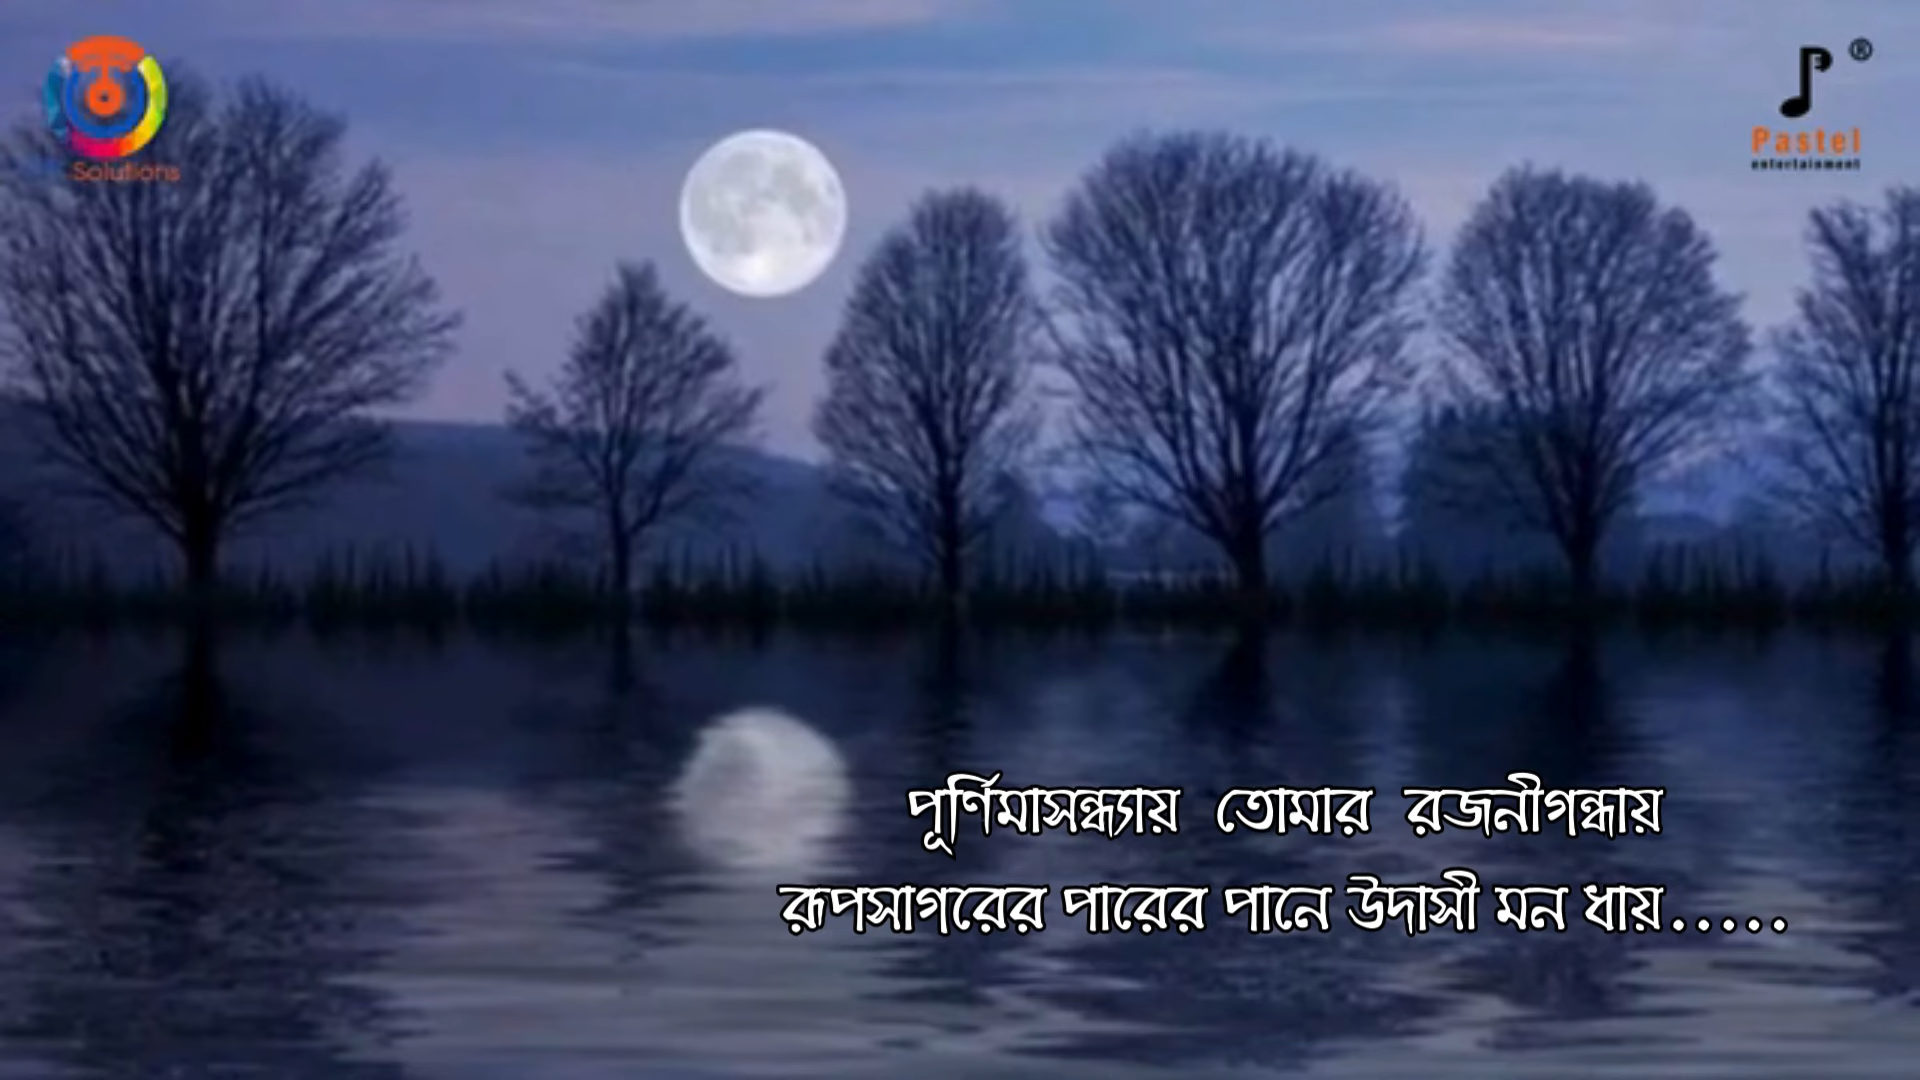 Solutions
®
Pastel
entertainment
পূর্ণিমাসন্ধ্যায় তোমার রজনীগন্ধায়
রূপসাগরের পারের পানে উদাসী মন ধায়.....